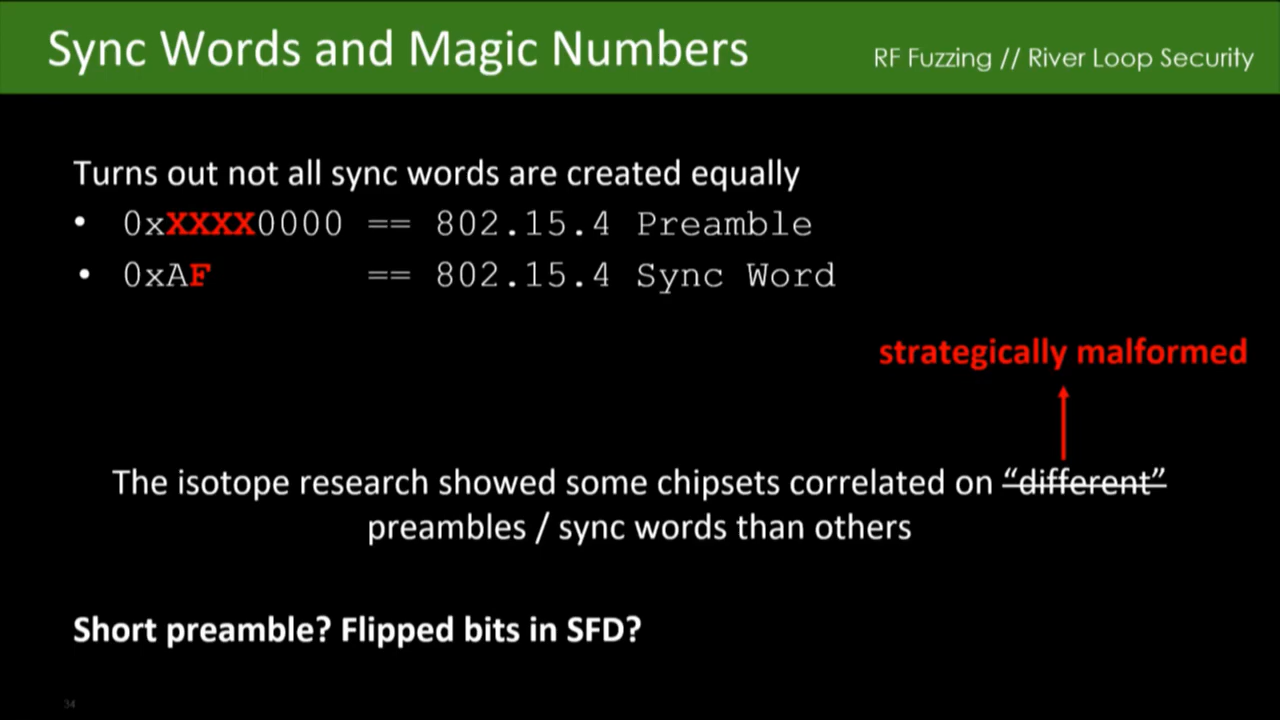 Sync Words and Magic Numbers
RF Fuzzing // River Loop Security
Turns out not all sync words are created equally
• 0xXXXX0000 == 802.15.4 Preamble
• 0xAF == 802.15.4 Sync Word
strategically malformed
The isotope research showed some chipsets correlated on “different”
preambles / sync words than others
Short preamble? Flipped bits in SFD?
34